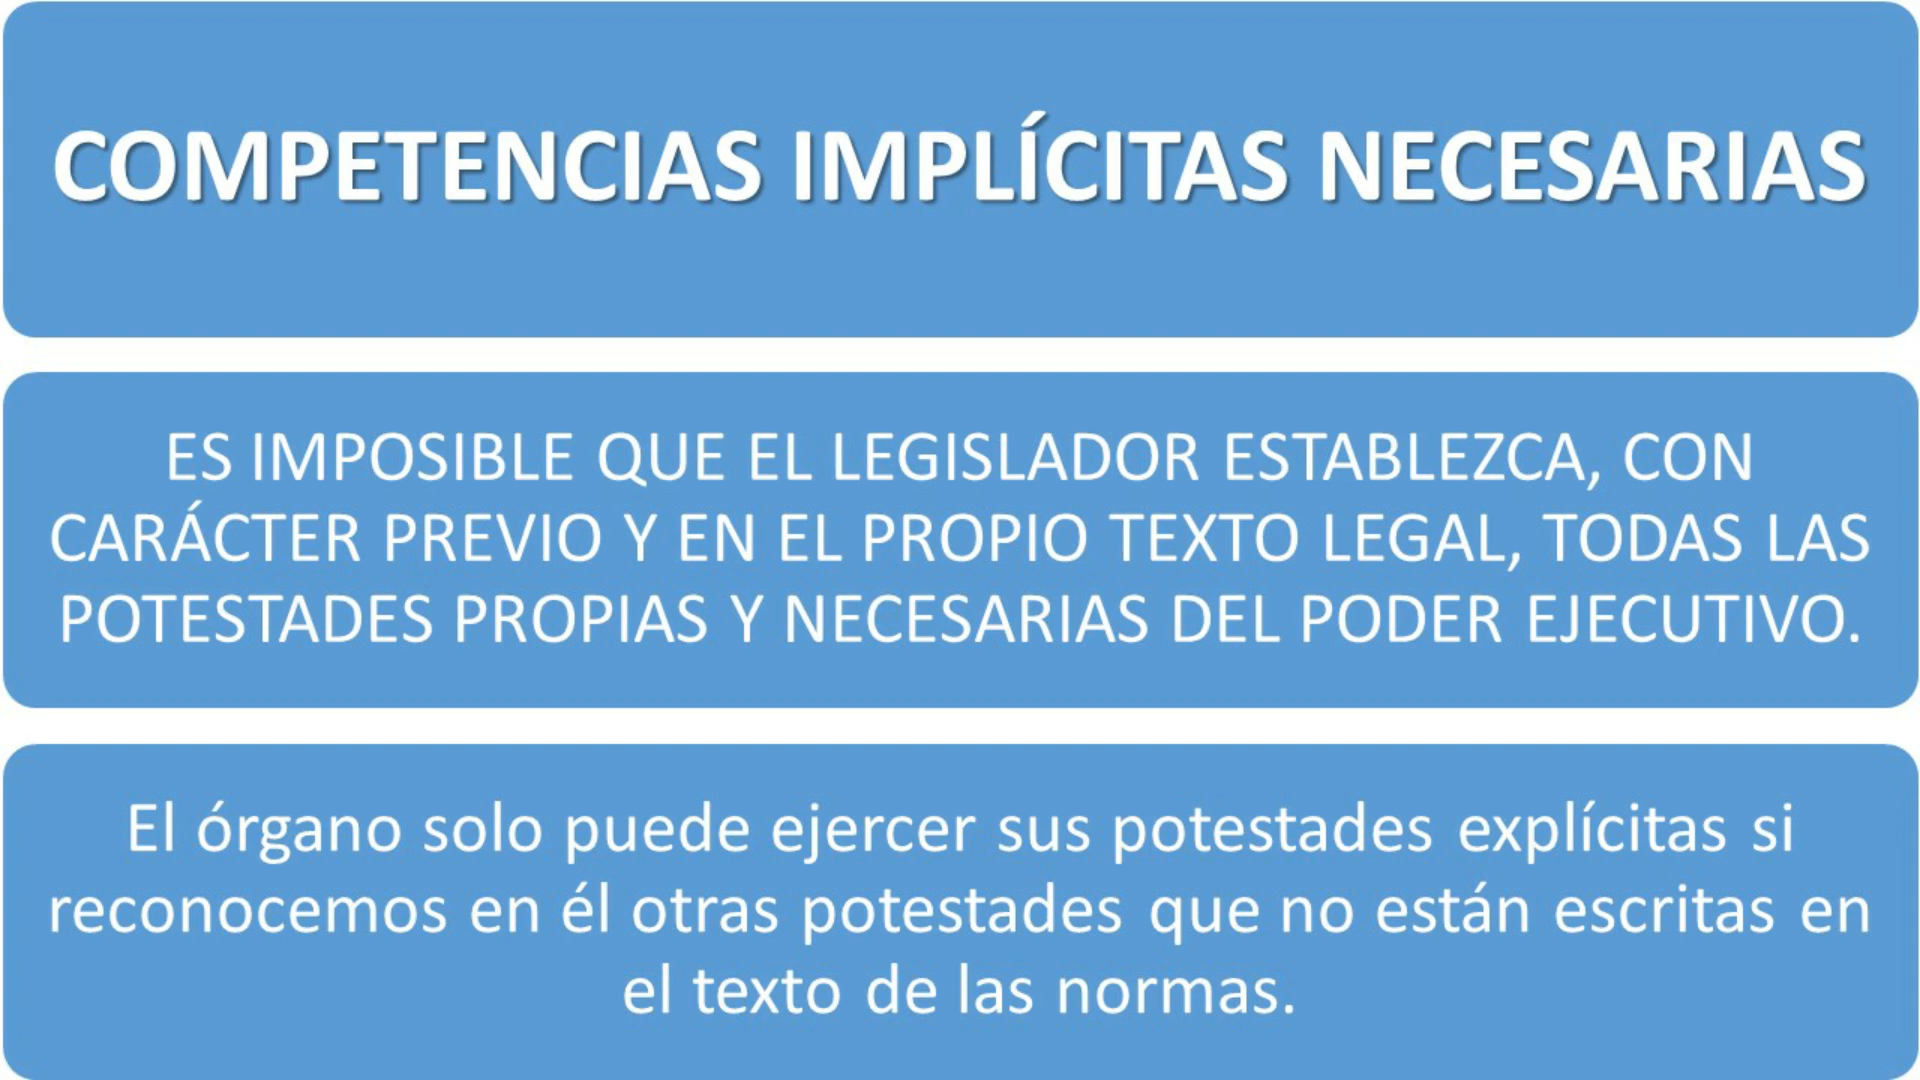 COMPETENCIAS IMPLÍCITAS NECESARIAS
ES IMPOSIBLE QUE EL LEGISLADOR ESTABLEZCA, CON
CARÁCTER PREVIO Y EN EL PROPIO TEXTO LEGAL, TODAS LAS
POTESTADES PROPIAS Y NECESARIAS DEL PODER EJECUTIVO.
El órgano solo puede ejercer sus potestades explícitas si
reconocemos en él otras potestades que no están escritas en
el texto de las normas.